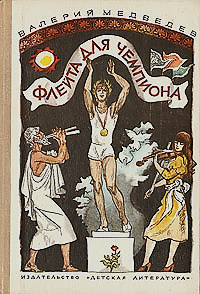 ВАЛЕРИЙ МЕДВЕДЕВ
ФЛЕЙТА ДЛЯ ЧЕМПИОНА
ИЗДАТЕЛЬСТВО «ДЕТСКАЯ ЛИТЕРАТУРА»